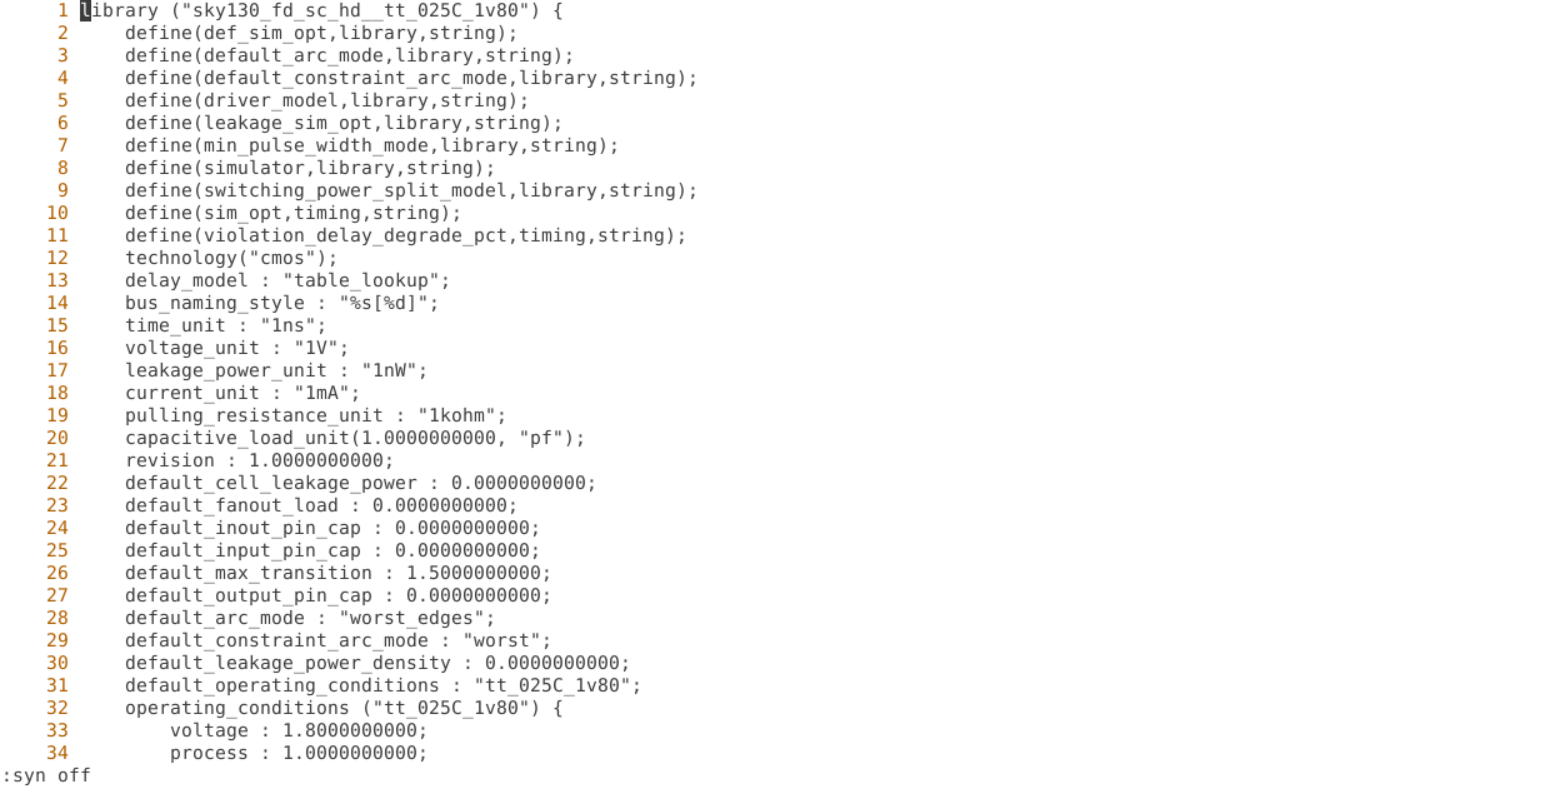 1 library ("sky130_fd_sc_hd__tt_025C_1v80") {
2     define(def_sim_opt,library,string);
3     define(default_arc_mode,library,string);
4     define(default_constraint_arc_mode,library,string);
5     define(driver_model,library,string);
6     define(leakage_sim_opt,library,string);
7     define(min_pulse_width_mode,library,string);
8     define(simulator,library,string);
9     define(switching_power_split_model,library,string);
10     define(sim_opt,timing,string);
11     define(violation_delay_degrade_pct,timing,string);
12     technology("cmos");
13     delay_model : "table_lookup";
14     bus_naming_style : "%s[%d]";
15     time_unit : "1ns";
16     voltage_unit : "1V";
17     leakage_power_unit : "1nW";
18     current_unit : "1mA";
19     pulling_resistance_unit : "1kohm";
20     capacitive_load_unit(1.0000000000, "pf");
21     revision : 1.0000000000;
22     default_cell_leakage_power : 0.0000000000;
23     default_fanout_load : 0.0000000000;
24     default_inout_pin_cap : 0.0000000000;
25     default_input_pin_cap : 0.0000000000;
26     default_max_transition : 1.5000000000;
27     default_output_pin_cap : 0.0000000000;
28     default_arc_mode : "worst_edges";
29     default_constraint_arc_mode : "worst";
30     default_leakage_power_density : 0.0000000000;
31     default_operating_conditions : "tt_025C_1v80";
32     operating_conditions ("tt_025C_1v80") {
33         voltage : 1.8000000000;
34         process : 1.0000000000;
:syn off